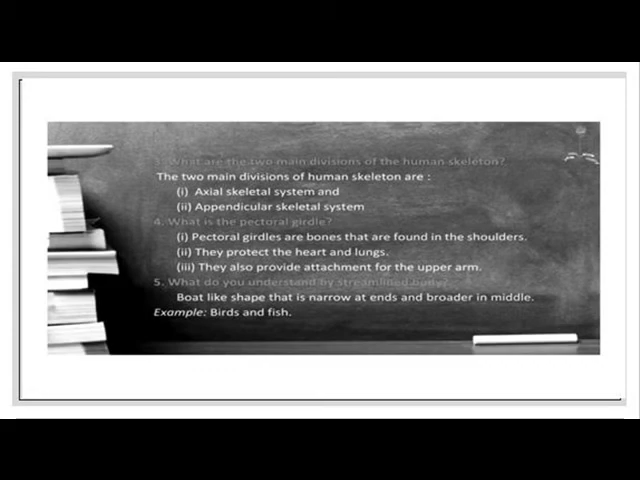 3. What are the two main divisions of the human skeleton?
The two main divisions of human skeleton are :
(i) Axial skeletal system and
(ii) Appendicular skeletal system
4. What is the pectoral girdle?
(i) Pectoral girdles are bones that are found in the shoulders.
(ii) They protect the heart and lungs.
(iii) They also provide attachment for the upper arm.
5. What do you understand by streamlined body?
Boat like shape that is narrow at ends and broader in middle.
Example: Birds and fish.